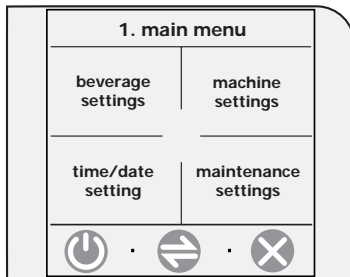 1. main menu
beverage
settings
machine
settings
time/date
setting
maintenance
settings